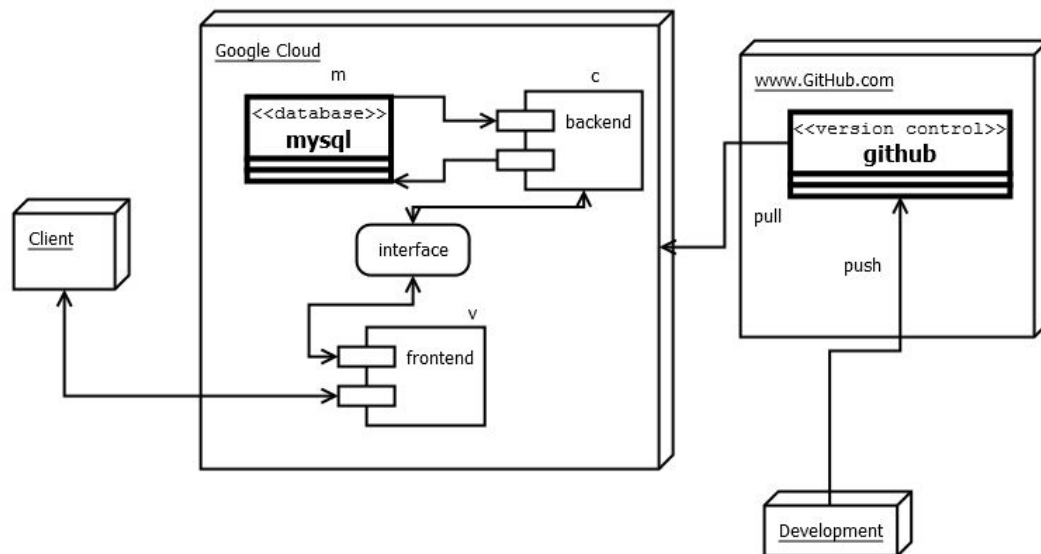 Google Cloud
m
c
<<database>>
mysql
backend
www.GitHub.com
<<version control>>
github
pull
push
Client
interface
v
frontend
Development